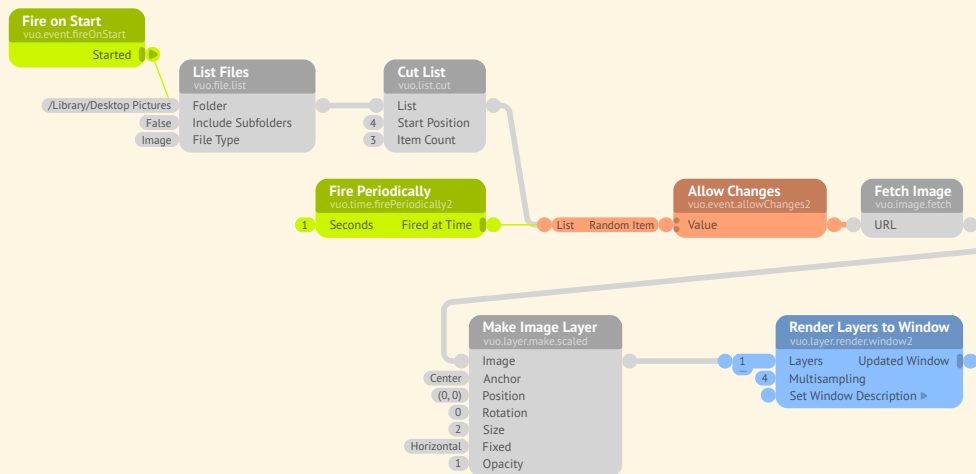 Fire on Start
vuo.event.fireOnStart
Started
List Files
vuo.file.list
/Library/Desktop Pictures Folder
False Include Subfolders
Image File Type
Cut List
vuo.list.cut
List
4 Start Position
3 Item Count
Fire Periodically
vuo.time.firePeriodically2
1 Seconds Fired at Time
List Random Item
Allow Changes
vuo.event.allowChanges2
Value
Fetch Image
vuo.image.fetch
URL
Make Image Layer
vuo.layer.make.scaled
Image
Center Anchor
(0, 0) Position
0 Rotation
2 Size
Horizontal Fixed
1 Opacity
Render Layers to Window
vuo.layer.render.window2
1 Layers Updated Window
4 Multisampling
Set Window Description